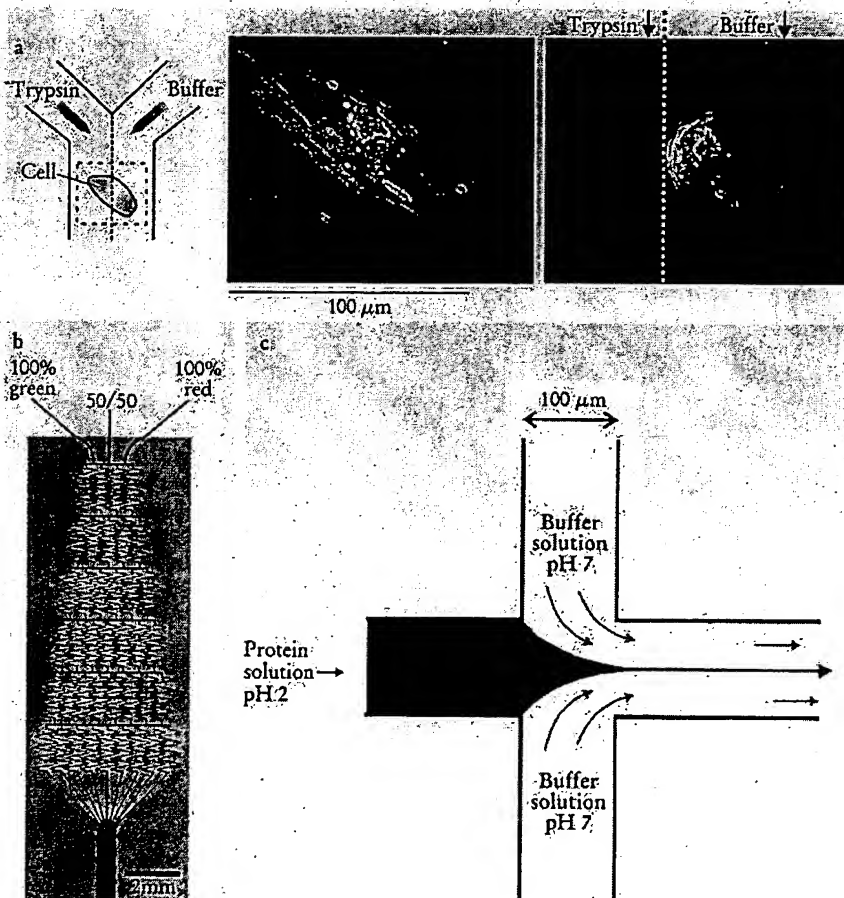 a
Trypsin
Buffer
Cell
Trypsin
Buffer
100 μm
b
100%
green
50/50
100%
red
2mm
c
100 μm
Buffer
solution
pH 7
Protein
solution
pH 2
Buffer
solution
pH 7